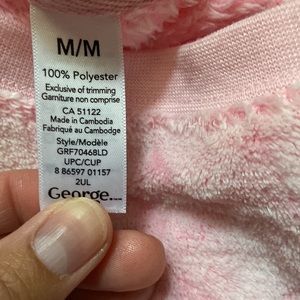 M/M
100% Polyester
Exclusive of trimming
Garniture non comprise
CA 51122
Made in Cambodia
Fabriqué au Cambodge
Style/Modèle
GRF70468LD
UPC/CUP
8 86597 01157
2UL
George